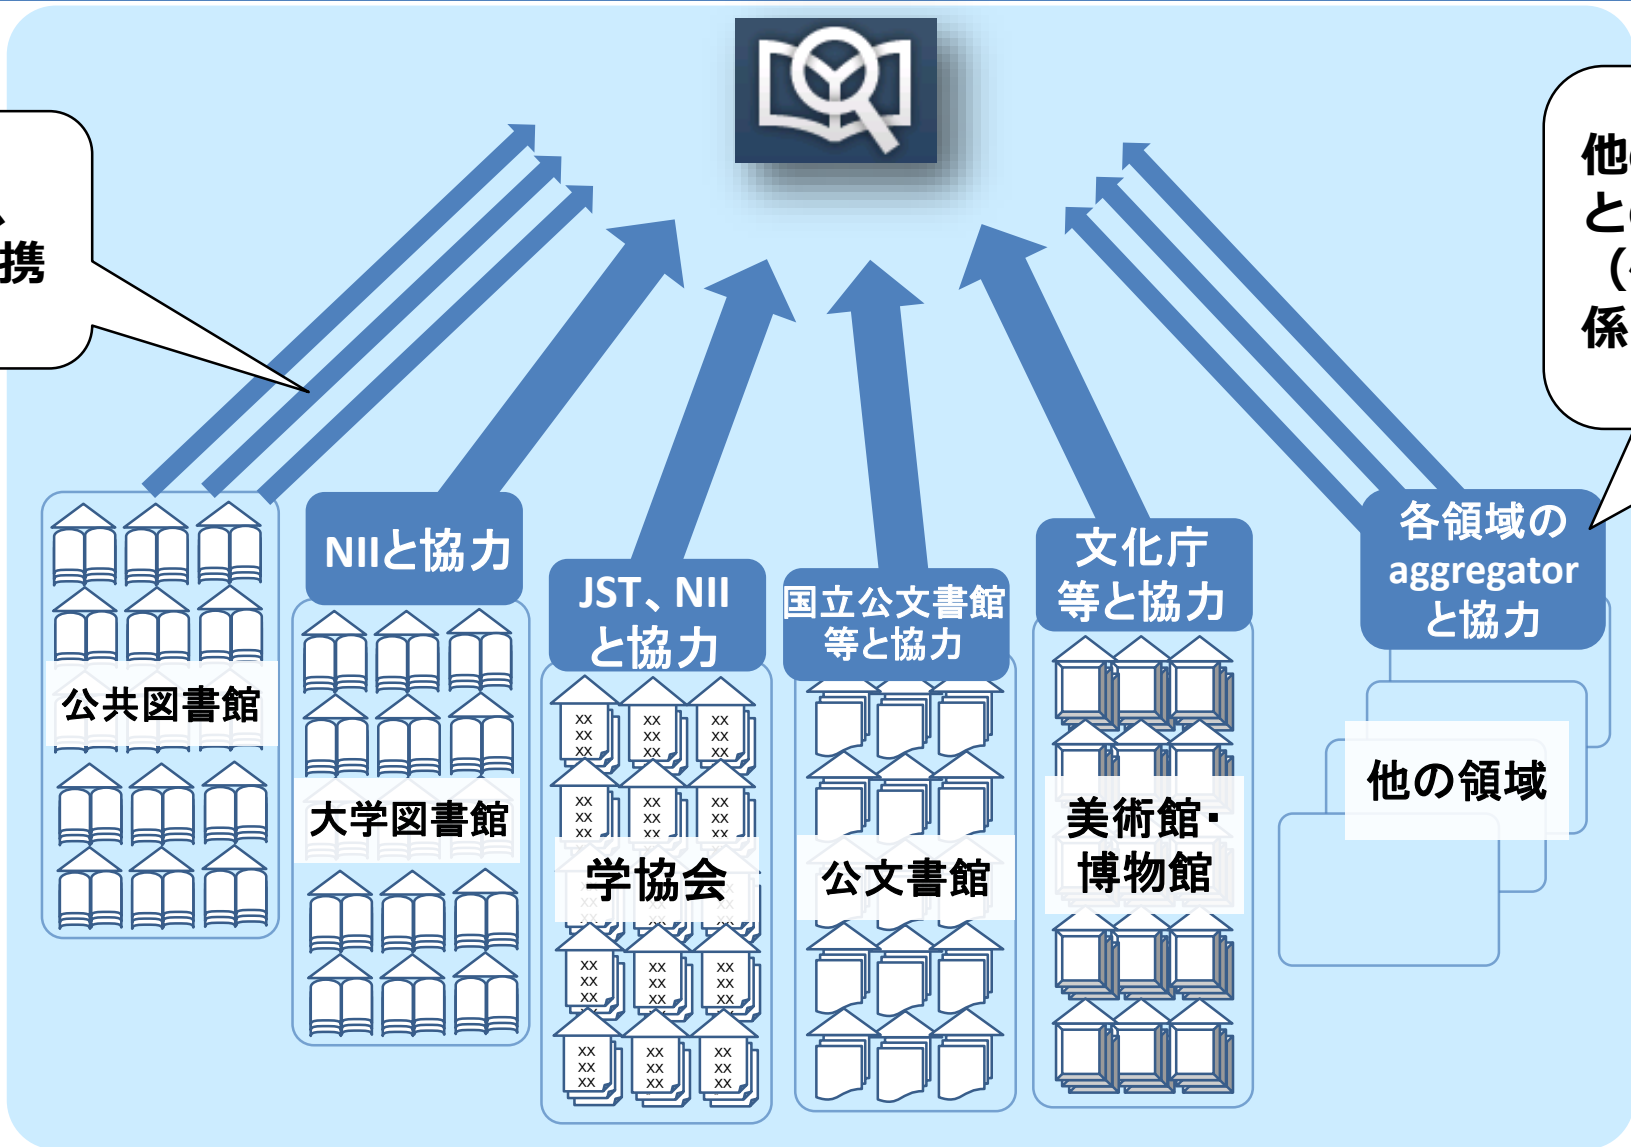 携
他
と
（
係
NIIと協力
JST、NII
と協力
国立公文書館
等と協力
文化庁
等と協力
各領域の
aggregator
と協力
公共図書館
大学図書館
学協会
公文書館
美術館・
博物館
他の領域